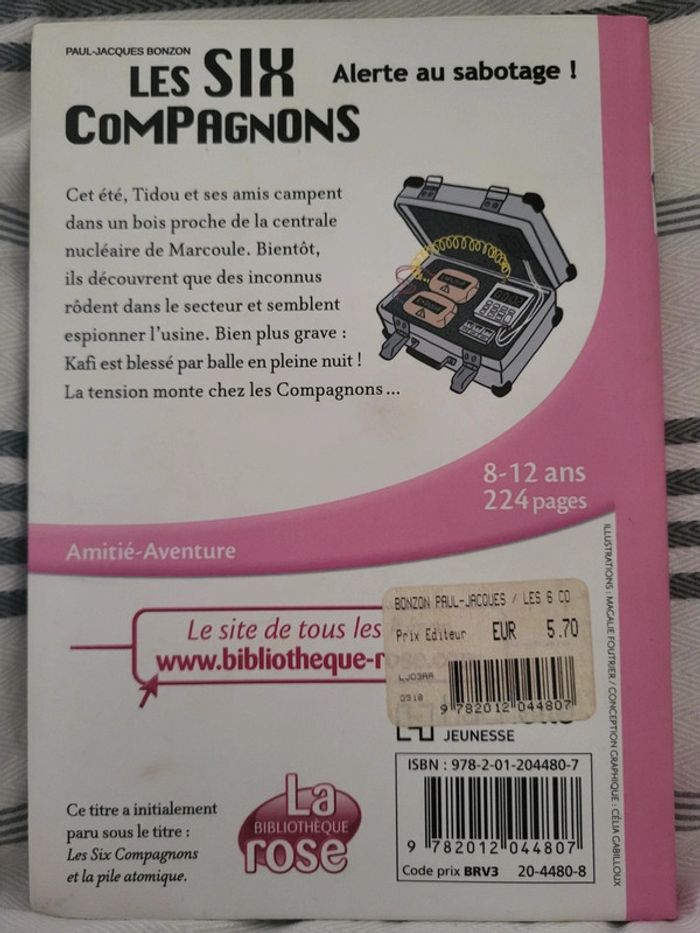 PAUL-JACQUES BONZON
LES SIX
COMPAGNONS
Alerte au sabotage !
Cet été, Tidou et ses amis campent
dans un bois proche de la centrale
nucléaire de Marcoule. Bientôt,
ils découvrent que des inconnus
rôdent dans le secteur et semblent
espionner l'usine. Bien plus grave :
Kafi est blessé par balle en pleine nuit !
La tension monte chez les Compagnons...
8-12 ans
224 pages
Amitié-Aventure
Le site de tous les
www.bibliotheque-r
BONZON PAUL-JACQUES / LES 6 CO
Prix Editeur EUR 5.70
LJ03AA
0310
9 782012 044807
JEUNESSE
ISBN : 978-2-01-204480-7
9 782012 044807
Code prix BRV3 20-4480-8
Ce titre a initialement
paru sous le titre :
Les Six Compagnons
et la pile atomique.
La
BIBLIOTHÈQUE
rose
ILLUSTRATIONS : MAGALIE FOUTRIER / CONCEPTION GRAPHIQUE : CÉLIA GABILLOUX